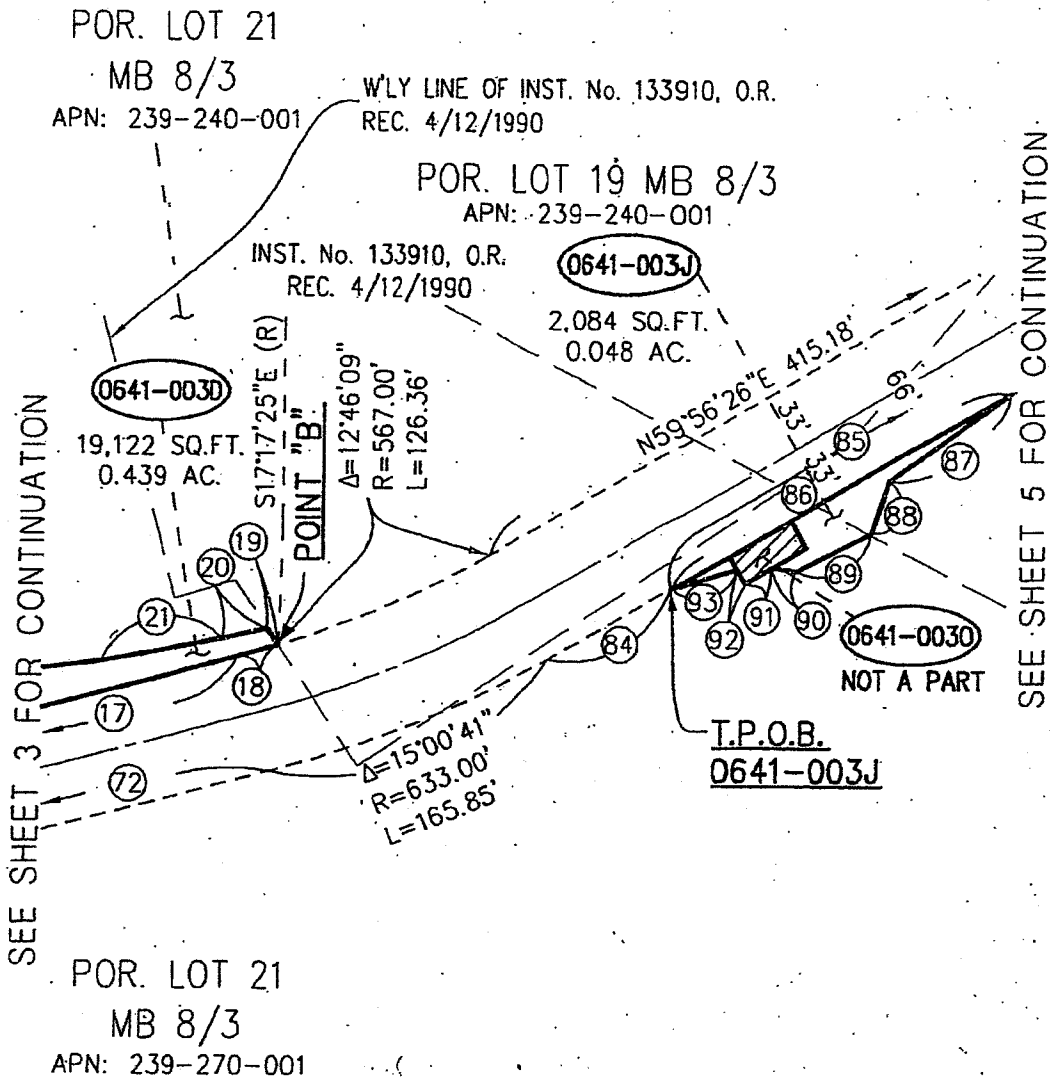 POR. LOT 21
MB 8/3
APN: 239-240-001
W'LY LINE OF INST. No. 133910, O.R.
REC. 4/12/1990
POR. LOT 19 MB 8/3
APN: 239-240-001
INST. No. 133910, O.R.
REC. 4/12/1990
0641-003J
2,084 SQ.FT.
0.048 AC.
0641-003D
19,122 SQ.FT.
0.439 AC.
S17°17'25"E (R)
POINT "B"
Δ=12°46'09"
R=567.00'
L=126.36'
N59°56'26"E 415.18'
66'
33'
33'
85
86
87
88
89
90
91
92
93
84
19
20
21
18
17
72
R
0641-003O
NOT A PART
T.P.O.B.
0641-003J
Δ=15°00'41"
R=633.00'
L=165.85'
SEE SHEET 3 FOR CONTINUATION
SEE SHEET 5 FOR CONTINUATION
POR. LOT 21
MB 8/3
APN: 239-270-001